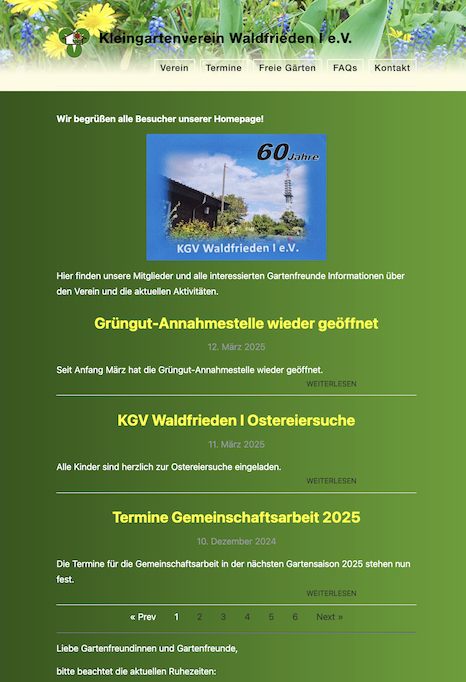 Kleingartenverein Waldfrieden I e.V.
Verein Termine Freie Gärten FAQs Kontakt
Wir begrüßen alle Besucher unserer Homepage!
60 Jahre
KGV Waldfrieden I e.V.
Hier finden unsere Mitglieder und alle interessierten Gartenfreunde Informationen über
den Verein und die aktuellen Aktivitäten.
Grüngut-Annahmestelle wieder geöffnet
12. März 2025
Seit Anfang März hat die Grüngut-Annahmestelle wieder geöffnet.
WEITERLESEN
KGV Waldfrieden I Ostereiersuche
11. März 2025
Alle Kinder sind herzlich zur Ostereiersuche eingeladen.
WEITERLESEN
Termine Gemeinschaftsarbeit 2025
10. Dezember 2024
Die Termine für die Gemeinschaftsarbeit in der nächsten Gartensaison 2025 stehen nun
fest.
WEITERLESEN
« Prev 1 2 3 4 5 6 Next »
Liebe Gartenfreundinnen und Gartenfreunde,
bitte beachtet die aktuellen Ruhezeiten: